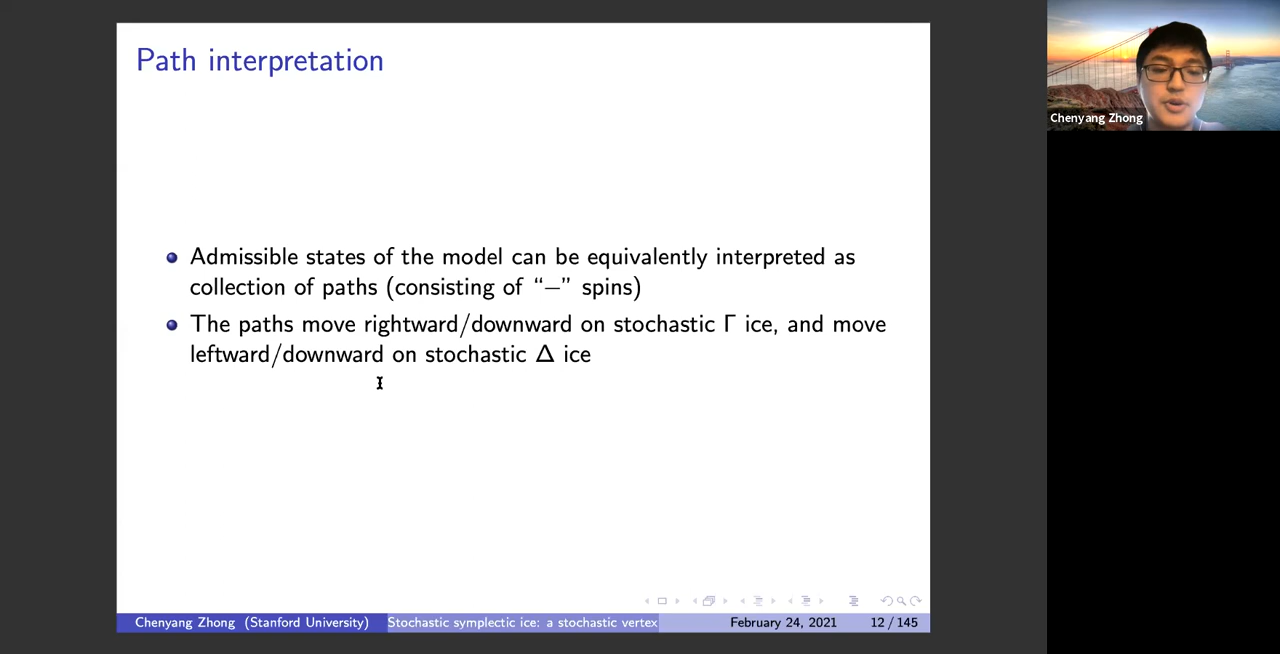 Path interpretation
Chenyang Zhong
Admissible states of the model can be equivalently interpreted as
collection of paths (consisting of “−” spins)
The paths move rightward/downward on stochastic Γ ice, and move
leftward/downward on stochastic Δ ice
Chenyang Zhong (Stanford University) Stochastic symplectic ice: a stochastic vertex February 24, 2021 12 / 145